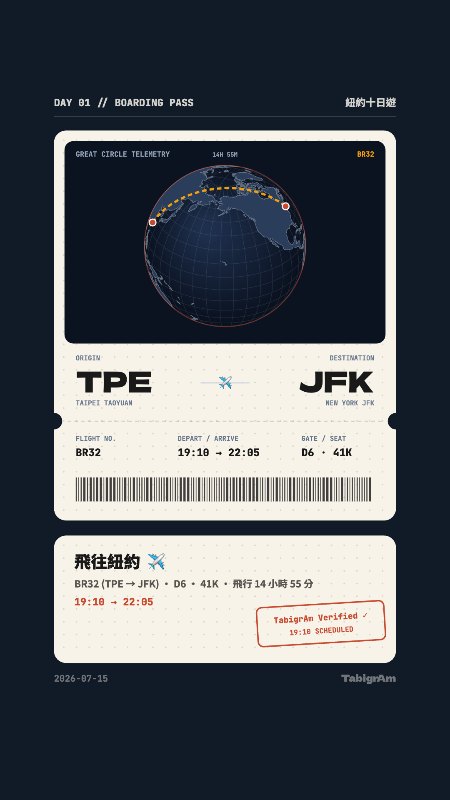 DAY 01 // BOARDING PASS
紐約十日遊
GREAT CIRCLE TELEMETRY
14H 55M
BR32
ORIGIN
DESTINATION
TPE ✈️ JFK
TAIPEI TAOYUAN
NEW YORK JFK
FLIGHT NO.
DEPART / ARRIVE
GATE / SEAT
BR32
19:10 → 22:05
D6 · 41K
飛往紐約 ✈️
BR32 (TPE → JFK) · D6 · 41K · 飛行 14 小時 55 分
19:10 → 22:05
TabigrAm Verified ✓
19:10 SCHEDULED
2026-07-15
TabigrAm